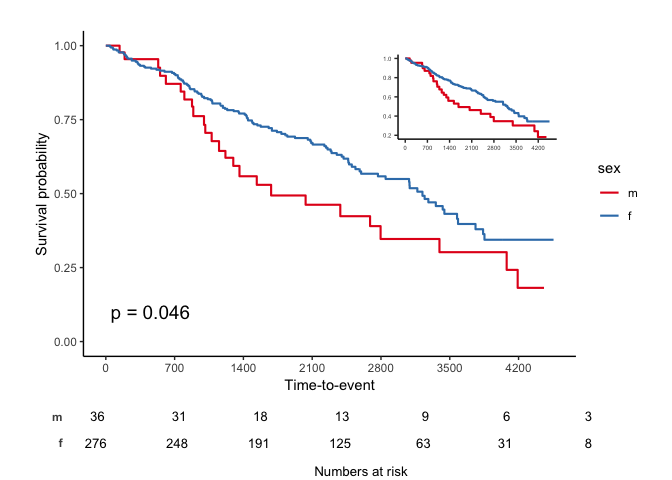 1.00
0.75
0.50
0.25
0.00
Survival probability
p = 0.046
0 700 1400 2100 2800 3500 4200
Time-to-event
1.0
0.8
0.6
0.4
0.2
0 700 1400 2100 2800 3500 4200
sex
m
f
m 36 31 18 13 9 6 3
f 276 248 191 125 63 31 8
Numbers at risk